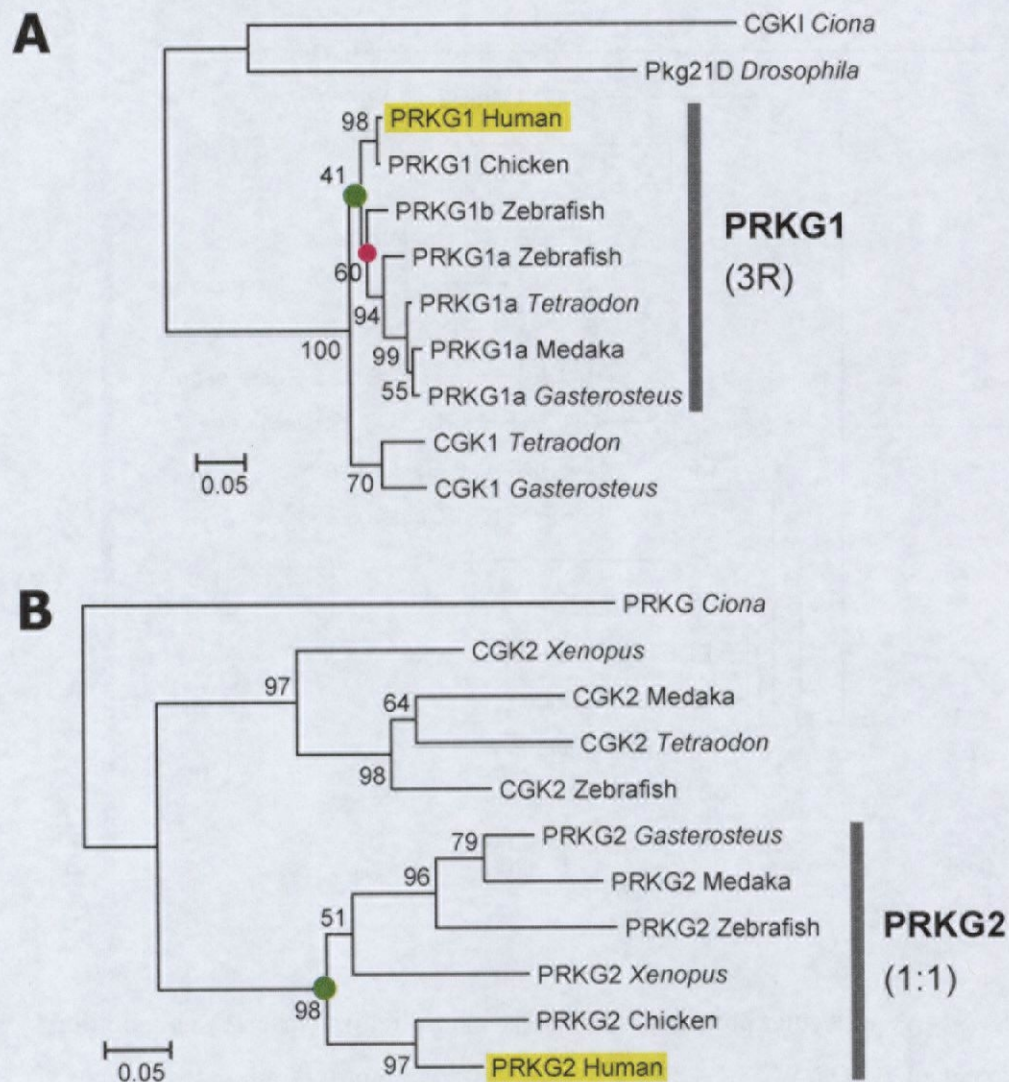 A
CGKI Ciona
Pkg21D Drosophila
98
PRKG1 Human
PRKG1 Chicken
41
PRKG1b Zebrafish
60
PRKG1a Zebrafish
94
PRKG1a Tetraodon
99
PRKG1a Medaka
55
PRKG1a Gasterosteus
100
CGK1 Tetraodon
70
CGK1 Gasterosteus
0.05
PRKG1
(3R)
B
PRKG Ciona
97
CGK2 Xenopus
64
CGK2 Medaka
CGK2 Tetraodon
98
CGK2 Zebrafish
79
PRKG2 Gasterosteus
96
PRKG2 Medaka
PRKG2 Zebrafish
51
PRKG2 Xenopus
98
PRKG2 Chicken
97
PRKG2 Human
0.05
PRKG2
(1:1)